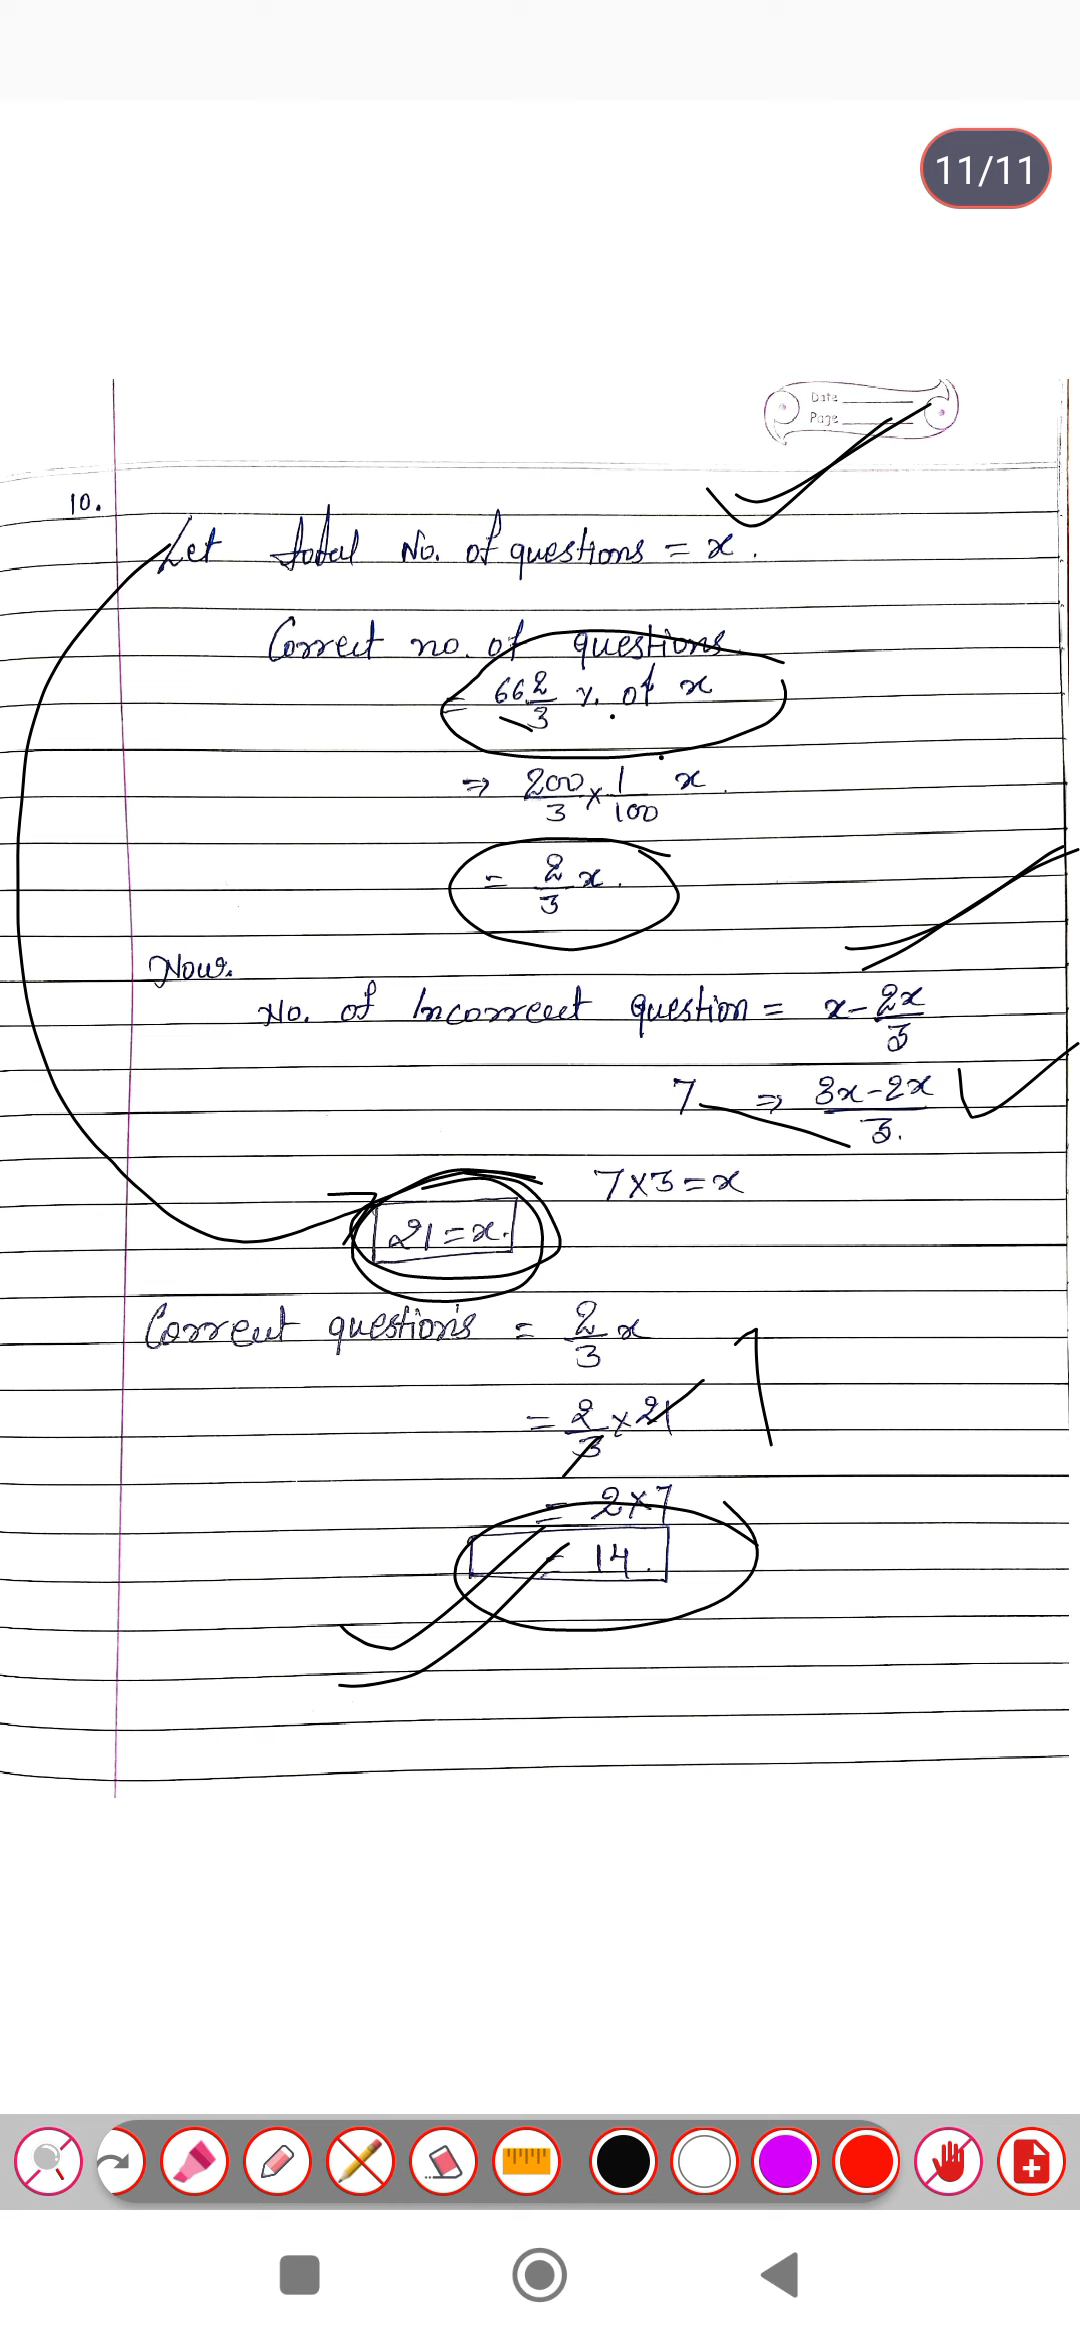 11/11
Date
Page
10.
Let total No. of questions = x.
Correct no. of questions
= 66 2/3 % of x
⇒ 200/3 × 1/100 x
= 2/3 x.
Now.
No. of Incorrect question = x - 2x/3
7 ⇒ 3x-2x/3.
7×3 = x
21 = x.
Correct questions = 2/3 x
= 2/3 × 21
= 2×7
= 14.